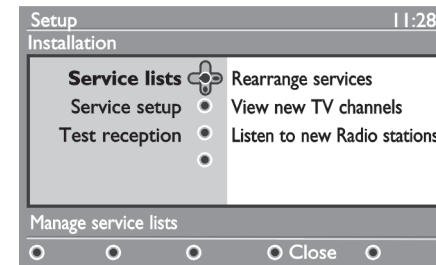 Setup 11:28
Installation
Service lists Rearrange services
Service setup View new TV channels
Test reception Listen to new Radio stations
Manage service lists
Close